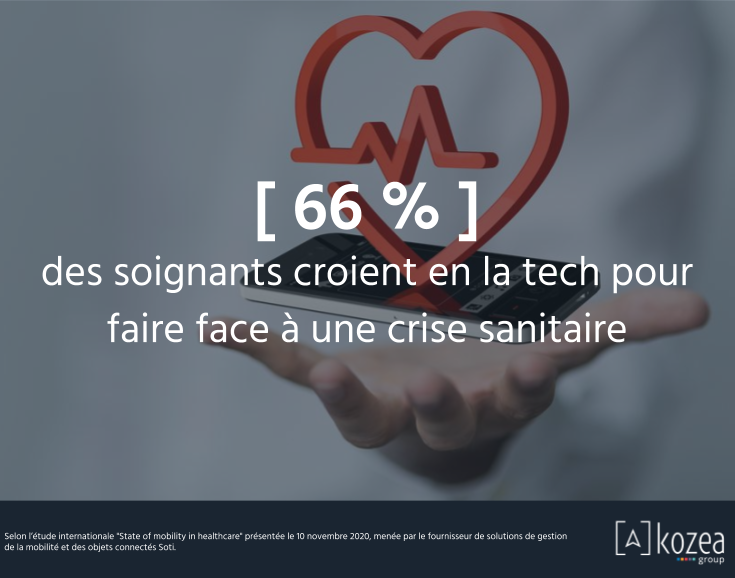 [ 66 % ]
des soignants croient en la tech pour
faire face à une crise sanitaire
Selon l'étude internationale "State of mobility in healthcare" présentée le 10 novembre 2020, menée par le fournisseur de solutions de gestion
de la mobilité et des objets connectés Soti.
[A] kozea
group